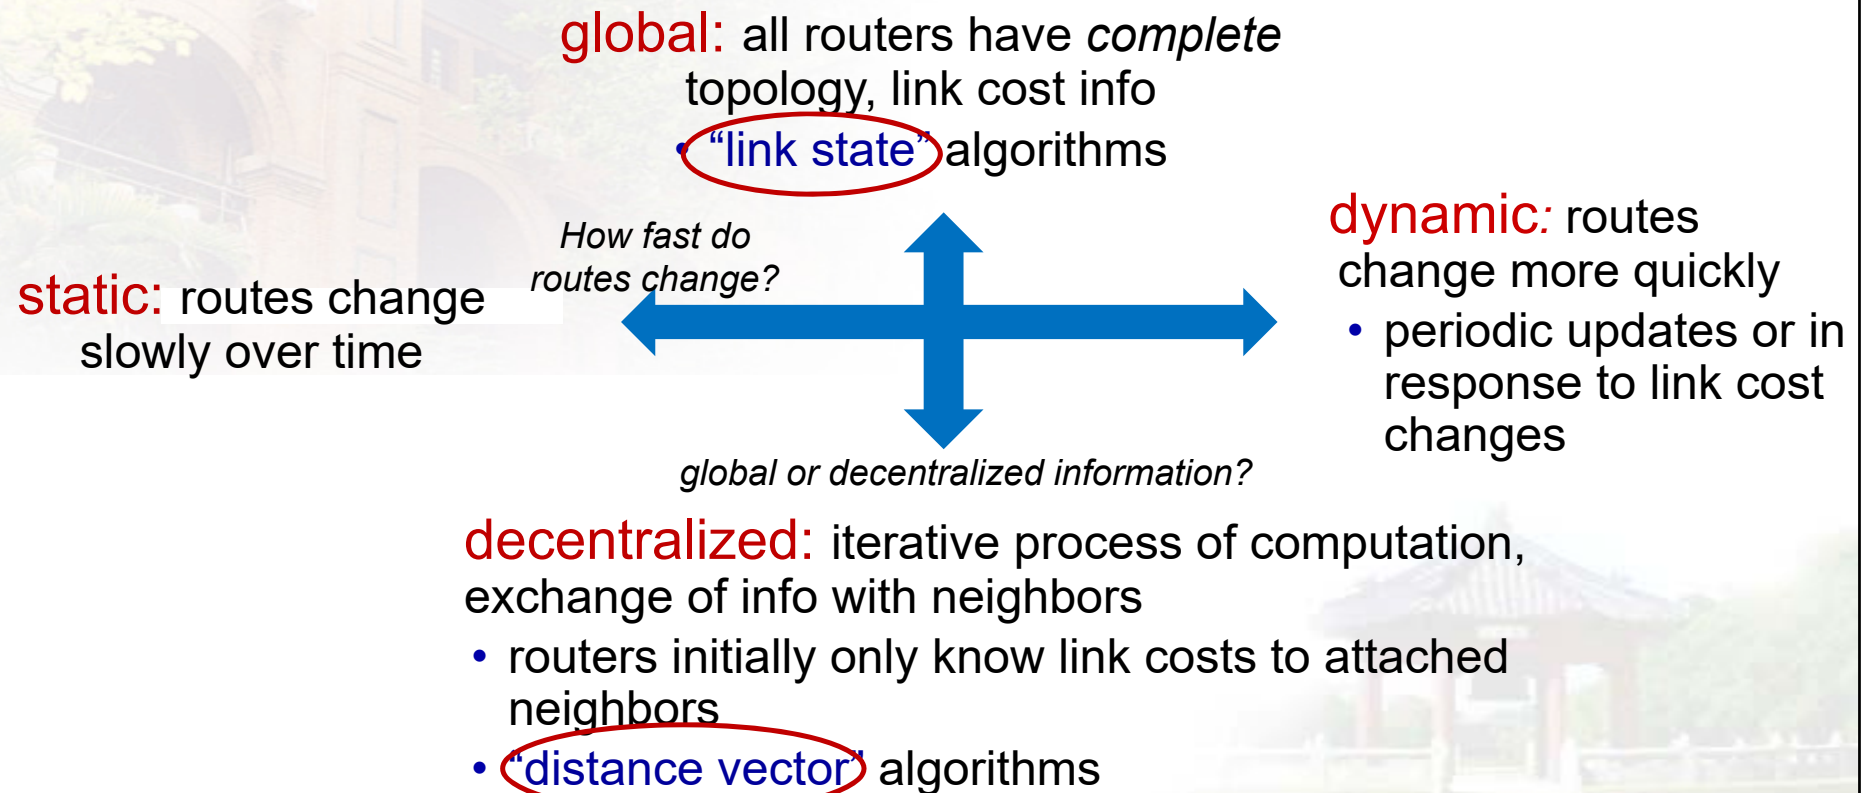 global: all routers have complete
topology, link cost info
• “link state” algorithms
How fast do
routes change?
static: routes change
slowly over time
dynamic: routes
change more quickly
• periodic updates or in
response to link cost
changes
global or decentralized information?
decentralized: iterative process of computation,
exchange of info with neighbors
• routers initially only know link costs to attached
neighbors
• “distance vector” algorithms